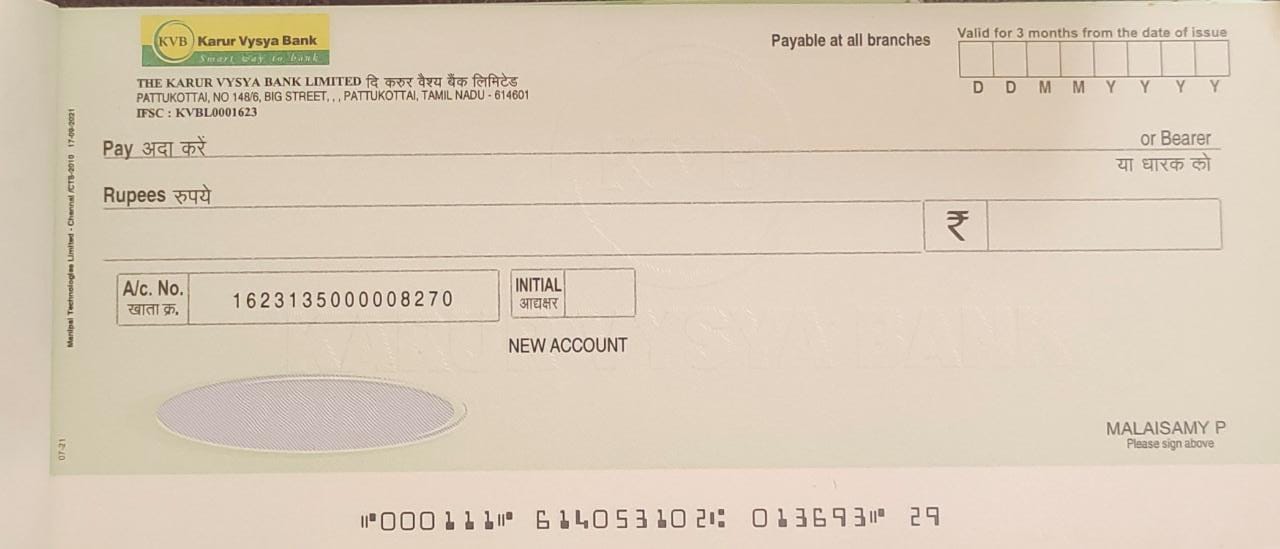 KVB Karur Vysya Bank
Smart way to bank
Payable at all branches
Valid for 3 months from the date of issue
D D M M Y Y Y Y
THE KARUR VYSYA BANK LIMITED दि करुर वैश्य बैंक लिमिटेड
PATTUKOTTAI, NO 148/6, BIG STREET, , , PATTUKOTTAI, TAMIL NADU - 614601
IFSC : KVBL0001623
Pay अदा करें
or Bearer
या धारक को
Rupees रुपये
₹
A/c. No.
खाता क्र.
1623135000008270
INITIAL
आद्यक्षर
NEW ACCOUNT
KARUR VYSYA BANK
MALAISAMY P
Please sign above
Manipal Technologies Limited - Chennai /CTS-2010 17-09-2021
07-21
⑈000111⑈ 614053102⑆ 013693⑈ 29